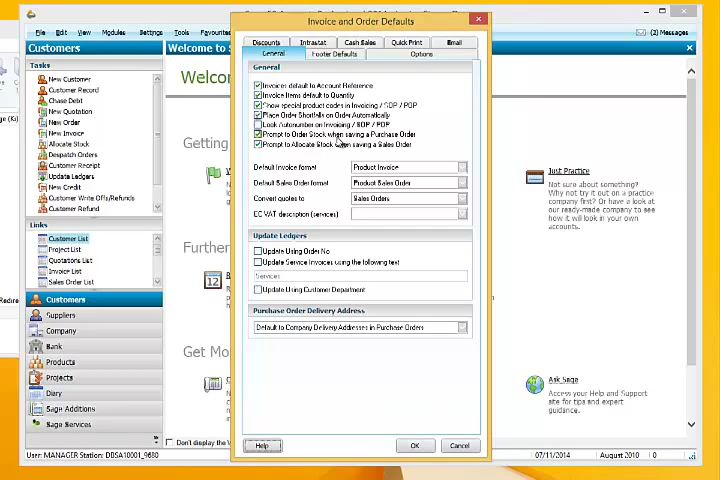 Invoice and Order Defaults
File Edit View Modules Settings Tools Favourites
(2) Messages
Customers
Welcome to S
Tasks
New Customer
Customer Record
Chase Debt
New Quotation
New Order
New Invoice
Allocate Stock
Despatch Orders
Customer Receipt
Update Ledgers
New Credit
Customer Write Offs/Refunds
Customer Refund
Links
Customer List
Project List
Quotations List
Invoice List
Sales Order List
Customers
Suppliers
Company
Bank
Products
Projects
Diary
Sage Additions
Sage Services
Welcom
Getting
Further
Get Mo
Don't display the
Discounts Intrastat Cash Sales Quick Print Email
General Footer Defaults Options
General
Invoices default to Account Reference
Invoice Items default to Quantity
Show special product codes in Invoicing / SOP / POP
Place Order Shortfalls on Order Automatically
Lock Autonumber on Invoicing / SOP / POP
Prompt to Order Stock when saving a Purchase Order
Prompt to Allocate Stock when saving a Sales Order
Default Invoice format Product Invoice
Default Sales Order format Product Sales Order
Convert quotes to Sales Orders
EC VAT description (services)
Update Ledgers
Update Using Order No
Update Service Invoices using the following text
Services
Update Using Customer Department
Purchase Order Delivery Address
Default to Company Delivery Addresses in Purchase Orders
Help OK Cancel
Just Practice
Not sure about something?
Why not try it out on a practice
company first? Or have a look
at our ready-made company to
see how it will look in your own
accounts.
Ask Sage
Access your Help and Support
site for tips and expert
guidance.
User: MANAGER Station: DBSA10001_9680
07/11/2014 August 2010 0